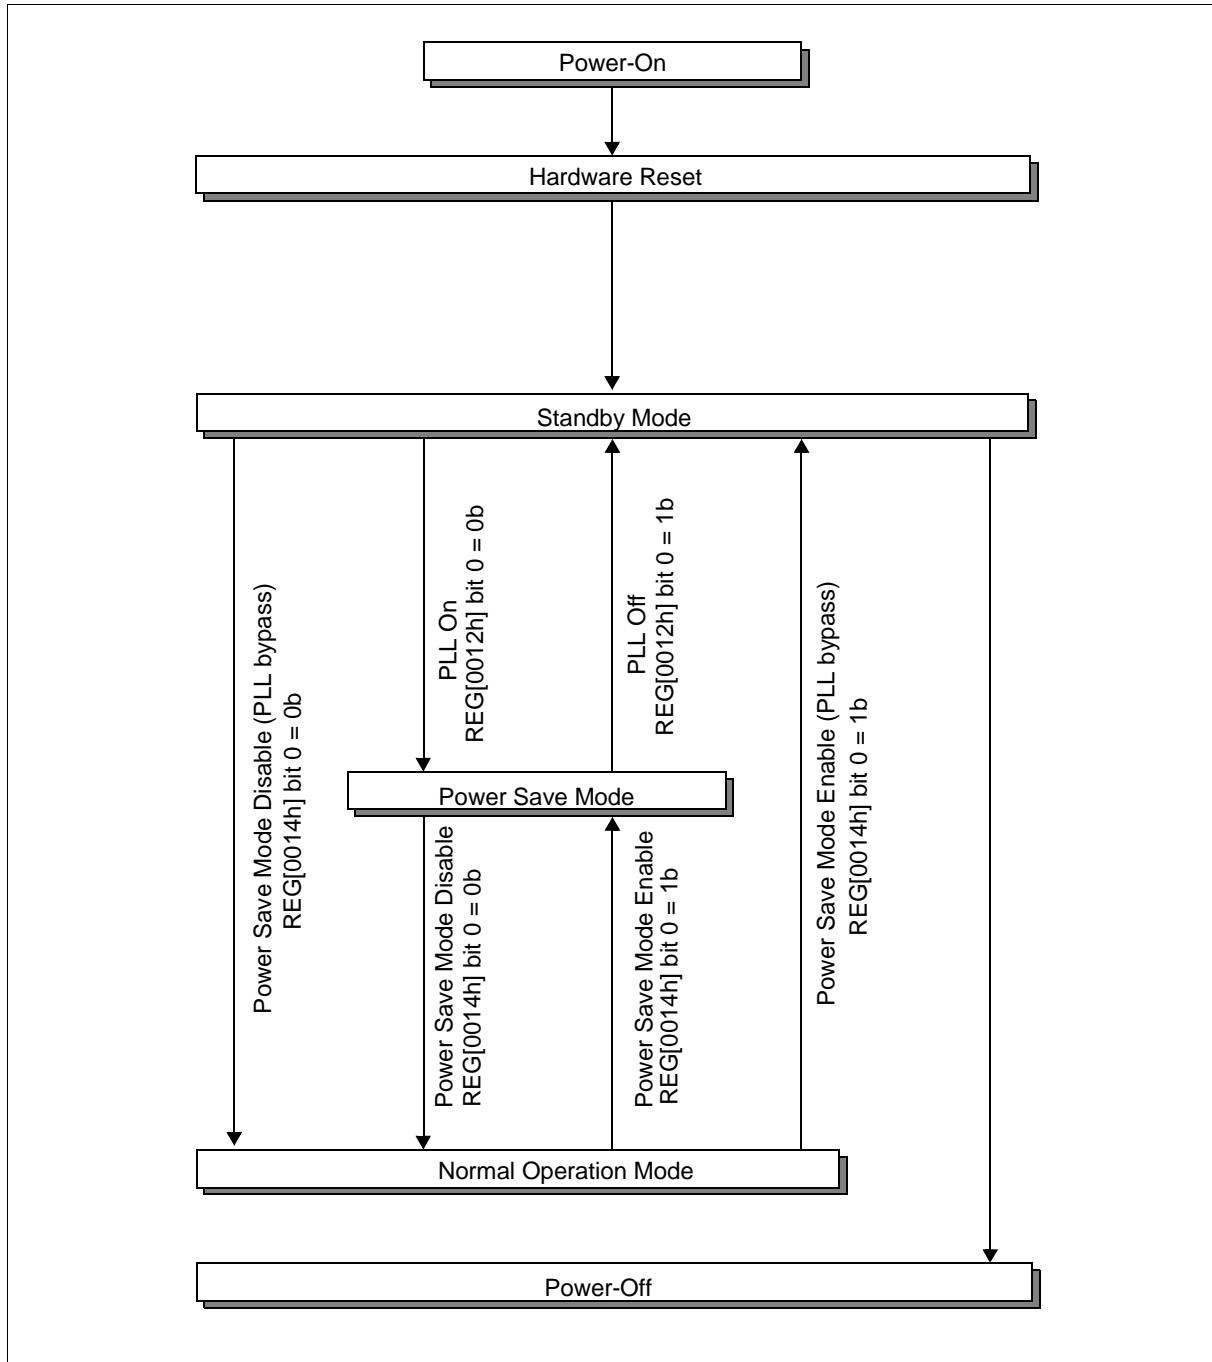 Power-On
Hardware Reset
Standby Mode
Power Save Mode Disable (PLL bypass)
REG[0014h] bit 0 = 0b
PLL On
REG[0012h] bit 0 = 0b
PLL Off
REG[0012h] bit 0 = 1b
Power Save Mode Enable (PLL bypass)
REG[0014h] bit 0 = 1b
Power Save Mode
Power Save Mode Disable
REG[0014h] bit 0 = 0b
Power Save Mode Enable
REG[0014h] bit 0 = 1b
Normal Operation Mode
Power-Off